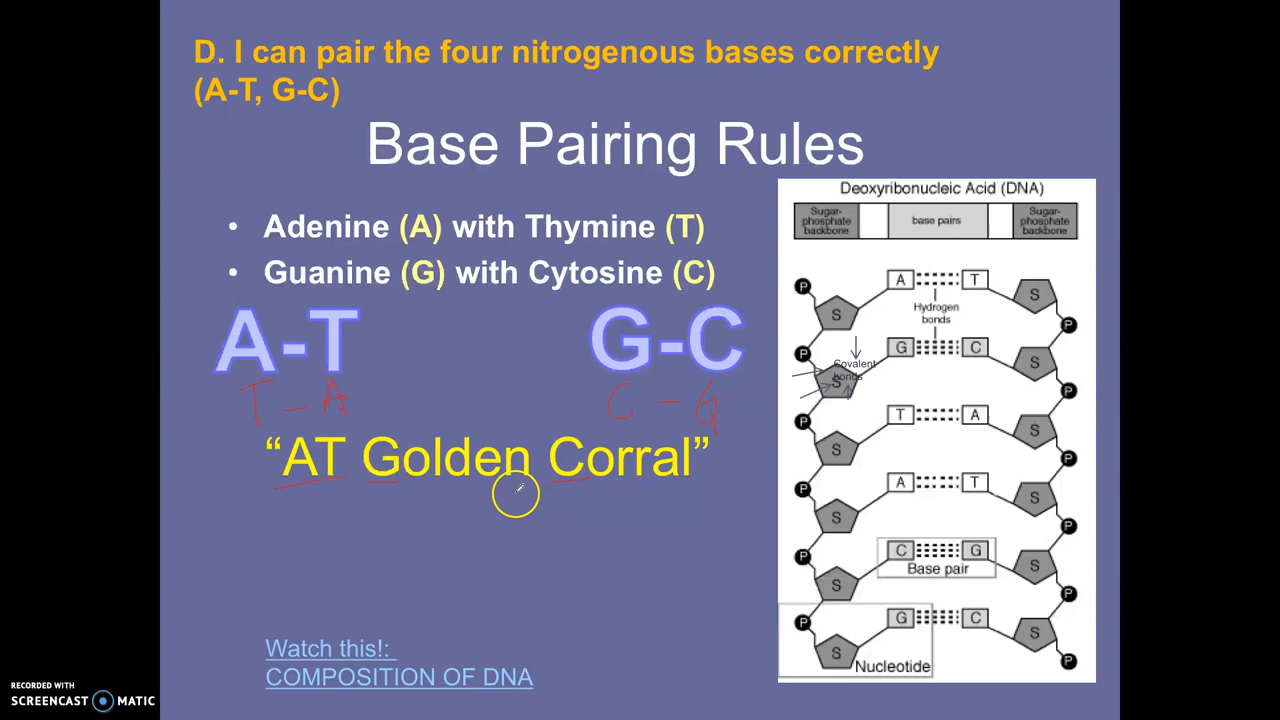 D. I can pair the four nitrogenous bases correctly
(A-T, G-C)
Base Pairing Rules
• Adenine (A) with Thymine (T)
• Guanine (G) with Cytosine (C)
A-T G-C
T - A C - G
“AT Golden Corral”
Watch this!:
COMPOSITION OF DNA
Deoxyribonucleic Acid (DNA)
Sugar-
phosphate
backbone
base pairs
Sugar-
phosphate
backbone
P A T S
S Hydrogen
bonds P
P G C S
Covalent
bonds
S P
P T A S
S P
P A T S
S P
P C G S
Base pair
S P
P G C S
S Nucleotide P
RECORDED WITH
SCREENCAST MATIC